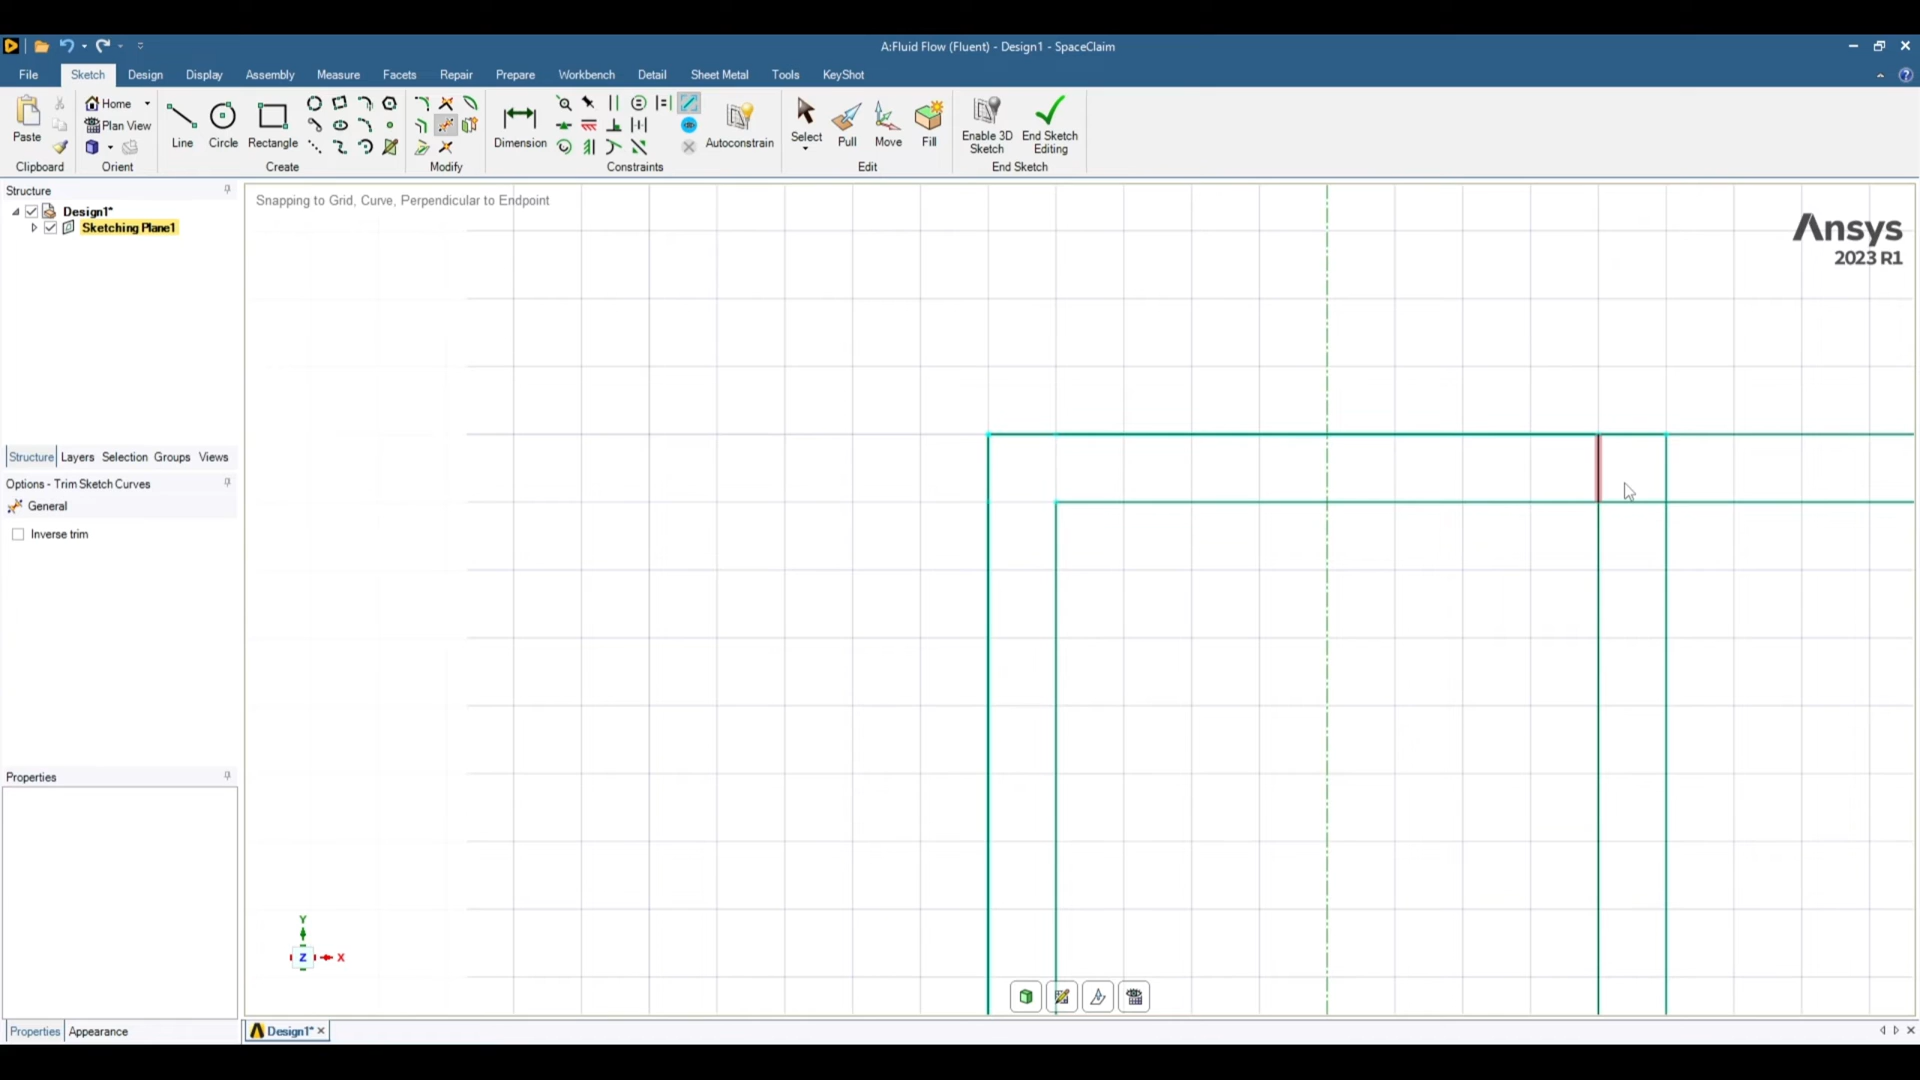 A:Fluid Flow (Fluent) - Design1 - SpaceClaim
File Sketch Design Display Assembly Measure Facets Repair Prepare Workbench Detail Sheet Metal Tools KeyShot
Paste
Clipboard
Home
Plan View
Orient
Line Circle Rectangle
Create
Modify
Dimension
Autoconstrain
Constraints
Select Pull Move Fill
Edit
Enable 3D Sketch
End Sketch Editing
End Sketch
Structure
Design1*
Sketching Plane1
Structure Layers Selection Groups Views
Options - Trim Sketch Curves
General
Inverse trim
Properties
Properties Appearance
Snapping to Grid, Curve, Perpendicular to Endpoint
Ansys
2023 R1
Y
Z X
Design1*